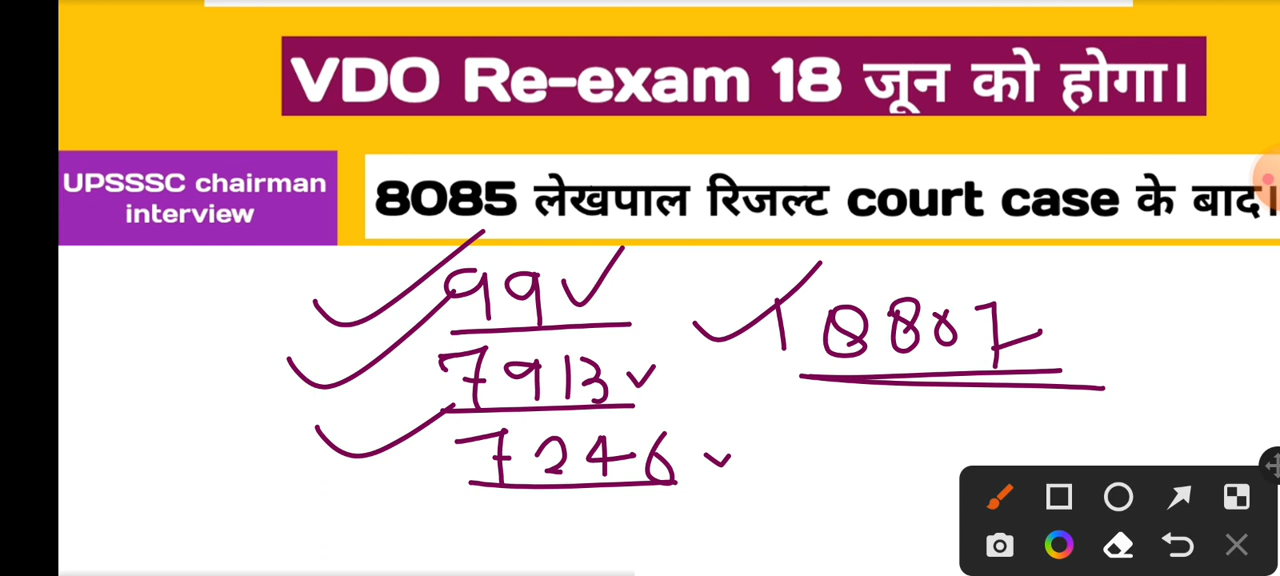 VDO Re-exam 18 जून को होगा।
UPSSSC chairman
interview
8085 लेखपाल रिजल्ट court case के बाद।
99
8807
7913
7246